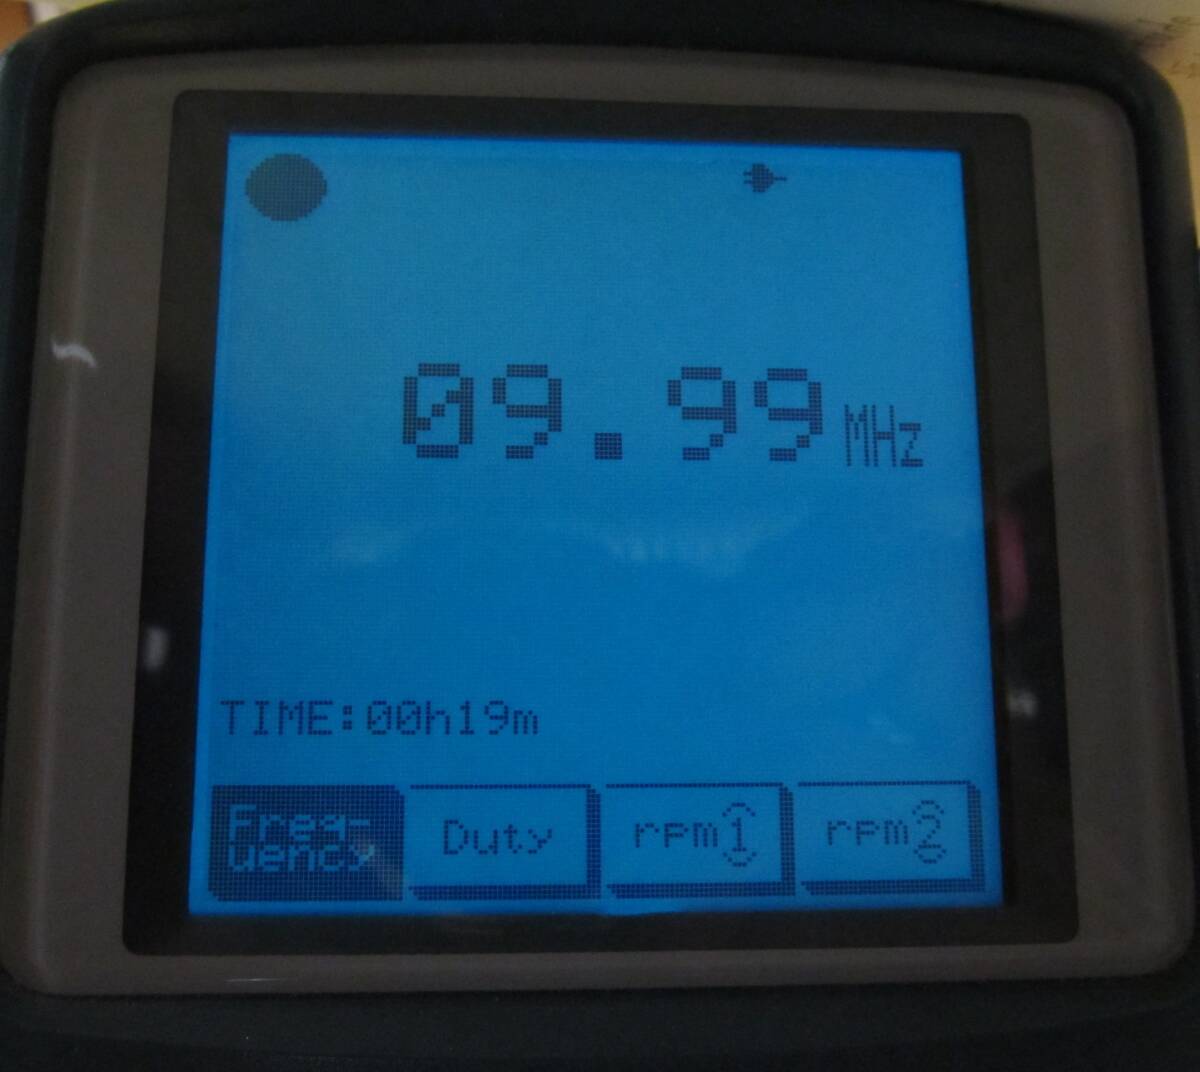 09.99 MHz
TIME:00h19m
Freq-
uency
Duty
rpm1
rpm2